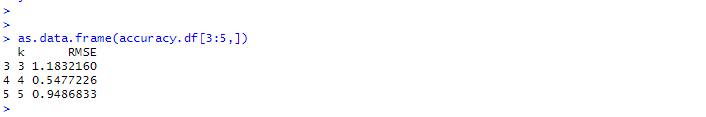 >
>
> as.data.frame(accuracy.df[3:5,])
  k      RMSE
3 3 1.1832160
4 4 0.5477226
5 5 0.9486833
>